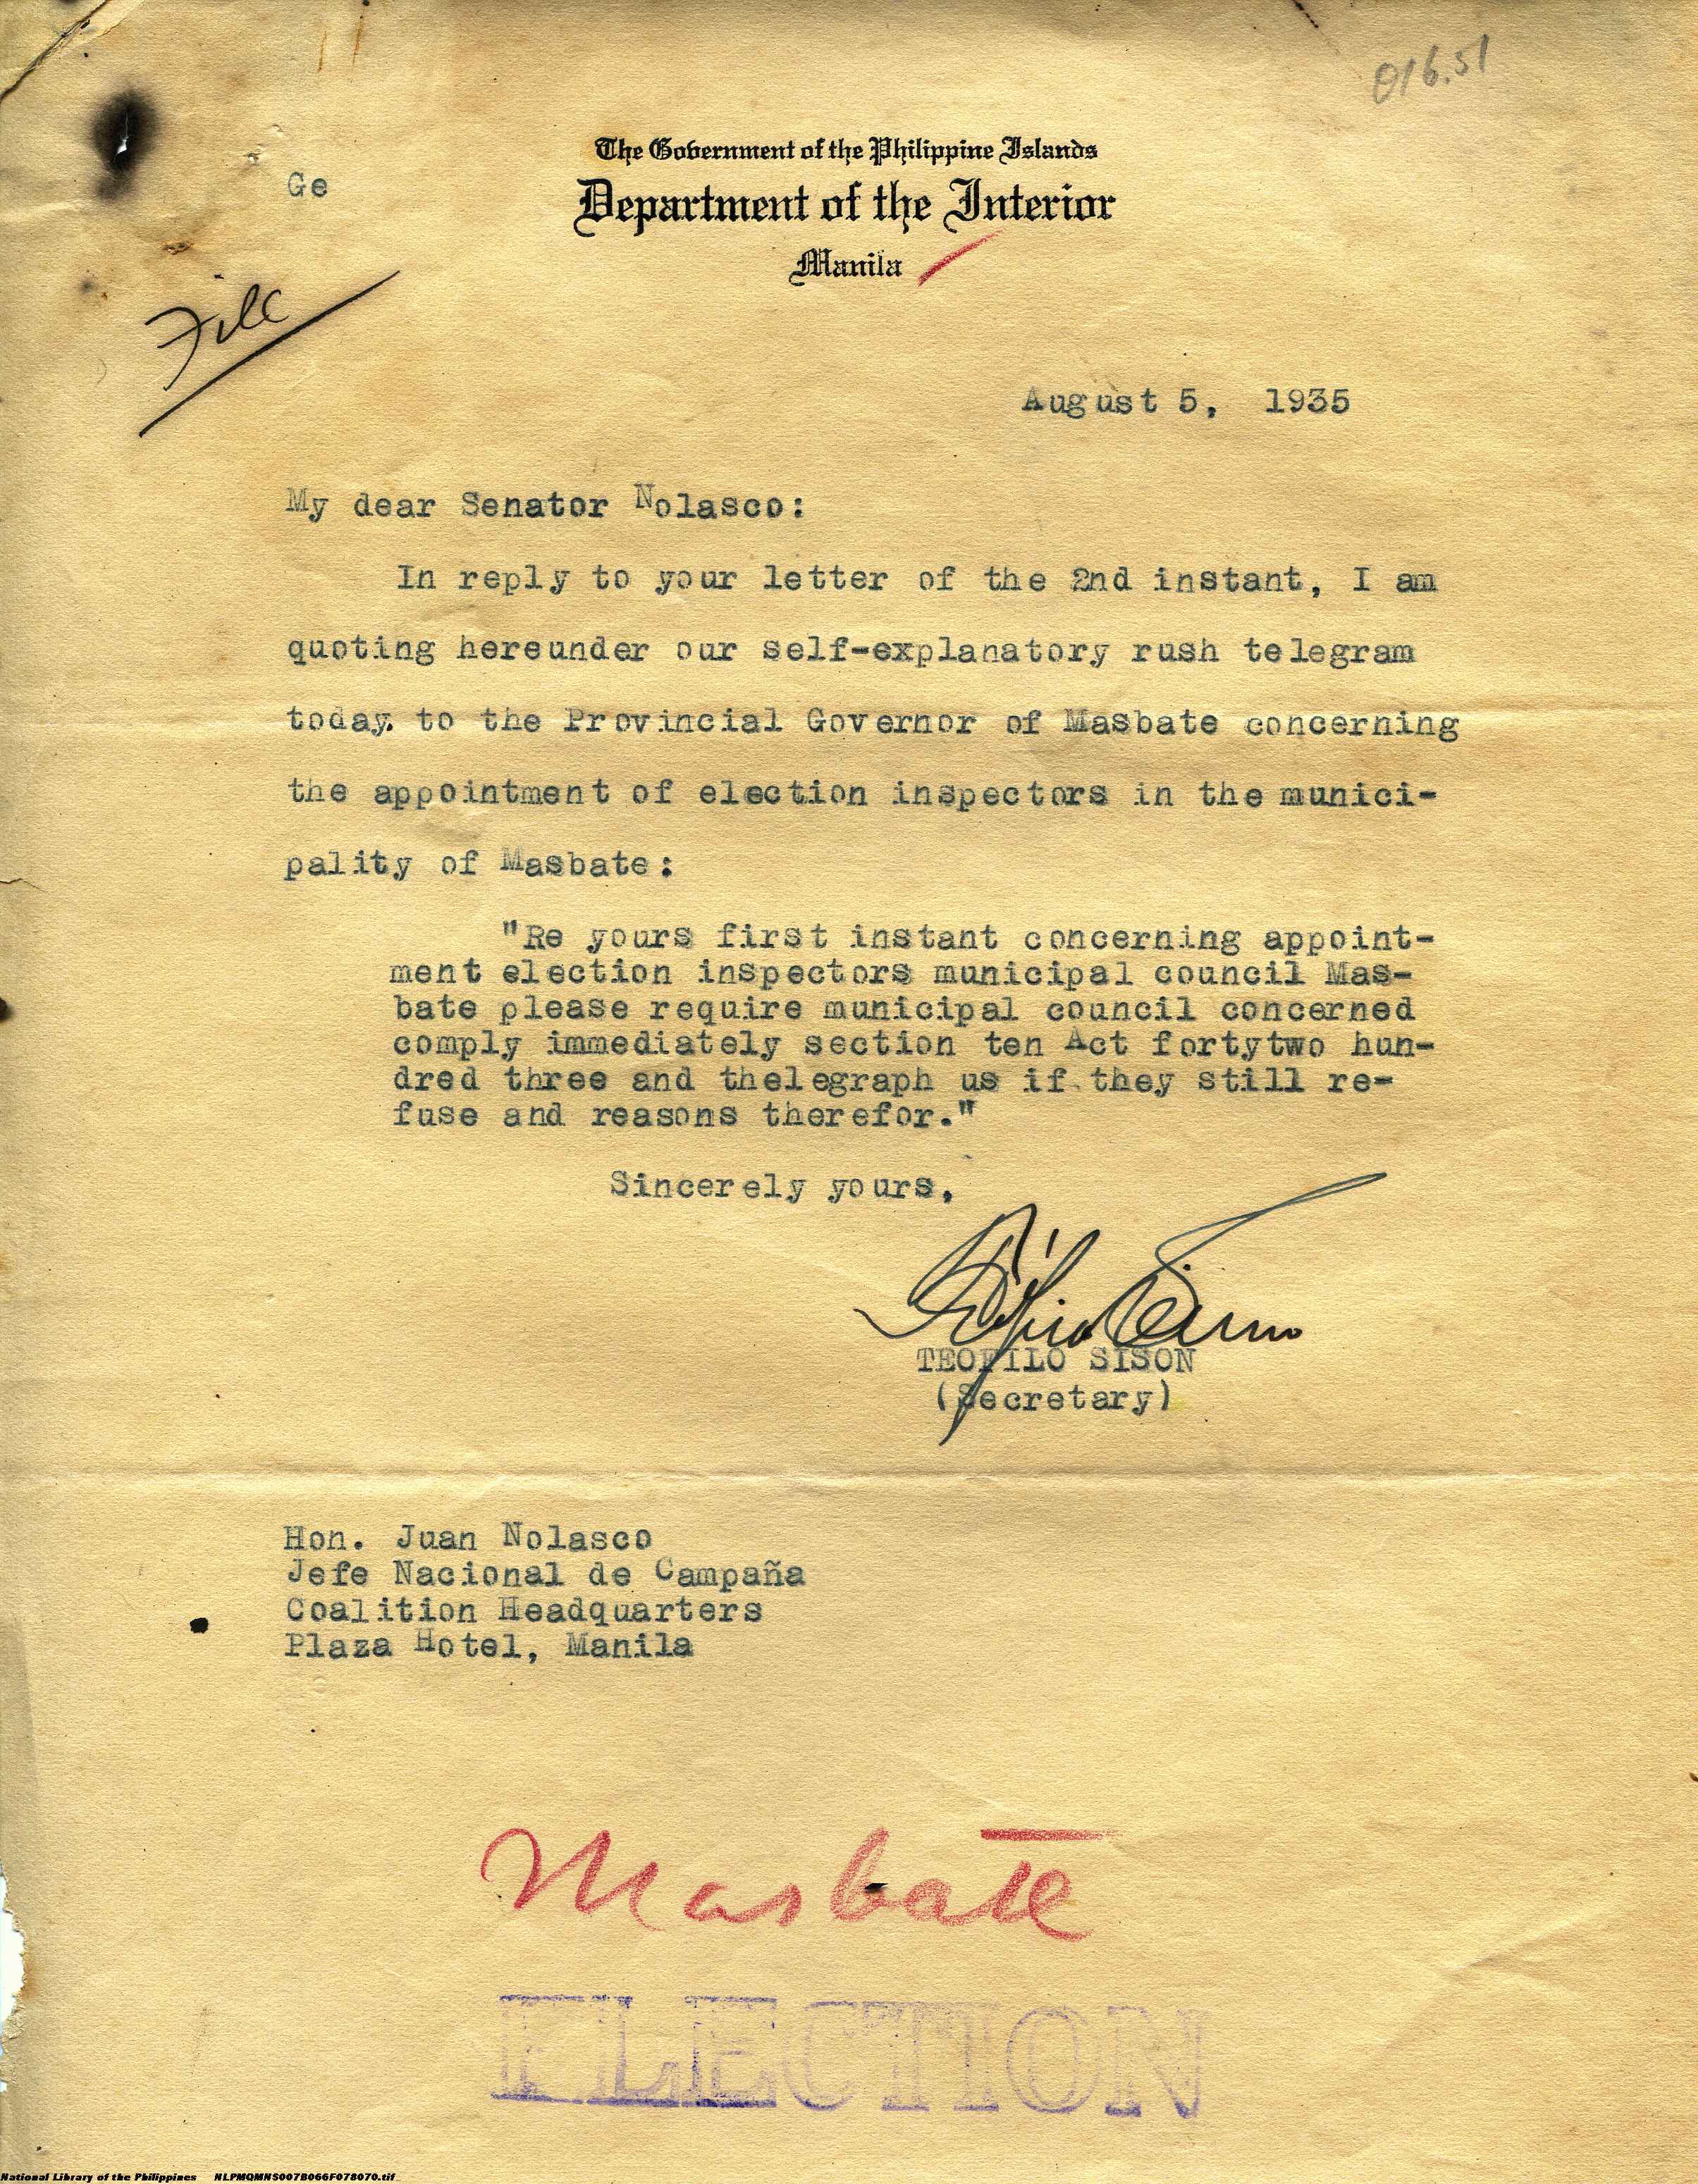 016.51
The Government of the Philippine Islands
Ge
Department of the Interior
Manila
File
August 5, 1935
My dear Senator Nolasco:
In reply to your letter of the 2nd instant, I am
quoting hereunder our self-explanatory rush telegram
today. to the Provincial Governor of Masbate concerning
the appointment of election inspectors in the munici-
pality of Masbate:
"Re yours first instant concerning appoint-
ment election inspectors municipal council Mas-
bate please require municipal council concerned
comply immediately section ten Act fortytwo hun-
dred three and thelegraph us if they still re-
fuse and reasons therefor."
Sincerely yours,
Teofilo Sison
TEOFILO SISON
(Secretary)
Hon. Juan Nolasco
Jefe Nacional de Campaña
Coalition Headquarters
Plaza Hotel, Manila
Masbate
ELECTION
National Library of the Philippines NLPMQMNS007B066F078070.tif